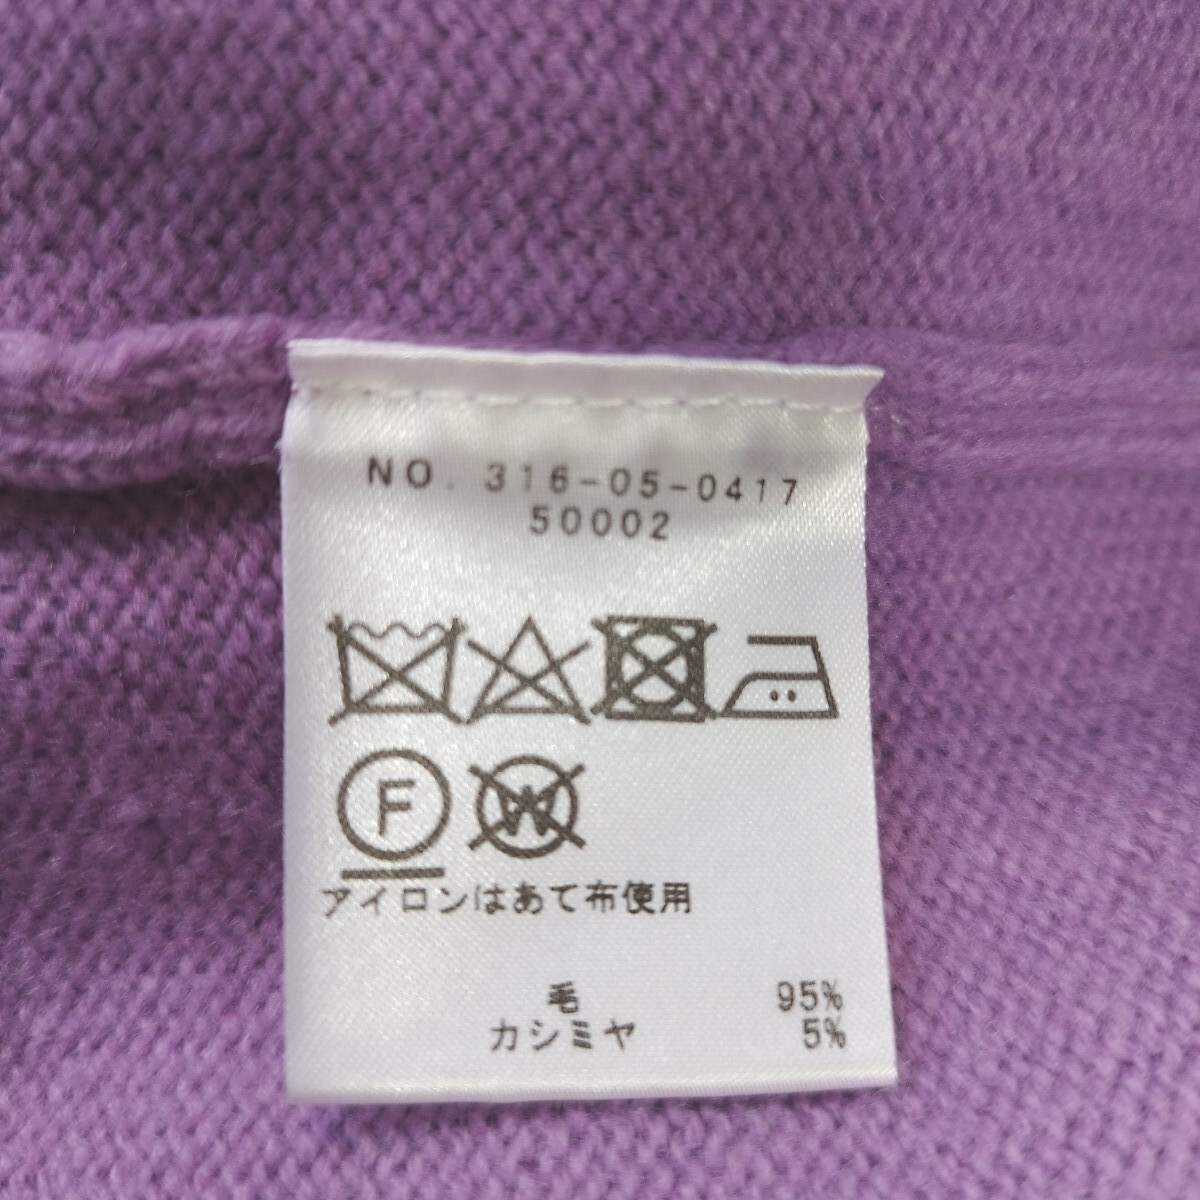 NO. 316-05-0417
50002
F W
アイロンはあて布使用
毛 95%
カシミヤ 5%